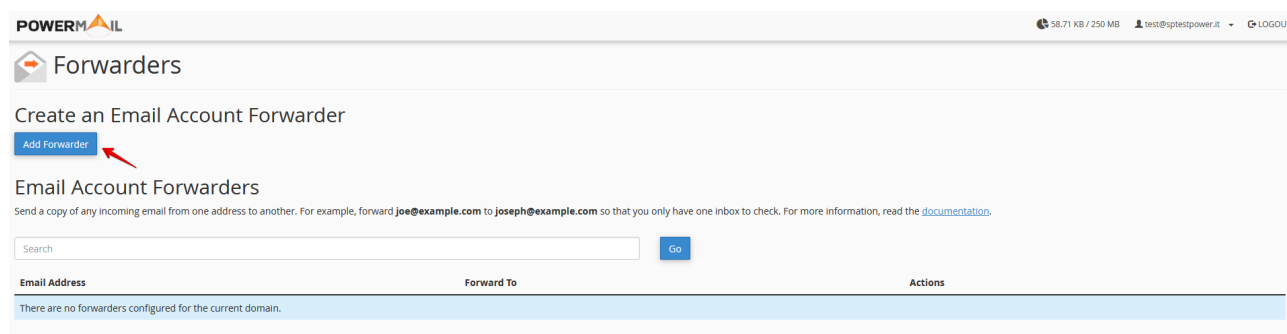 POWERMAIL
58.71 KB / 250 MB test@sptestpower.it LOGOU
Forwarders
Create an Email Account Forwarder
Add Forwarder
Email Account Forwarders
Send a copy of any incoming email from one address to another. For example, forward joe@example.com to joseph@example.com so that you only have one inbox to check. For more information, read the documentation.
Search Go
Email Address Forward To Actions
There are no forwarders configured for the current domain.